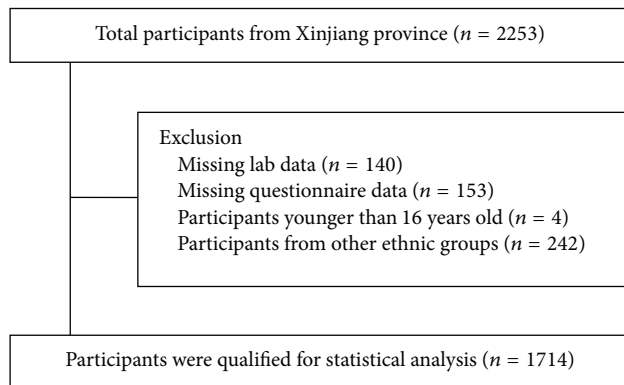 Total participants from Xinjiang province (n = 2253)
Exclusion
Missing lab data (n = 140)
Missing questionnaire data (n = 153)
Participants younger than 16 years old (n = 4)
Participants from other ethnic groups (n = 242)
Participants were qualified for statistical analysis (n = 1714)